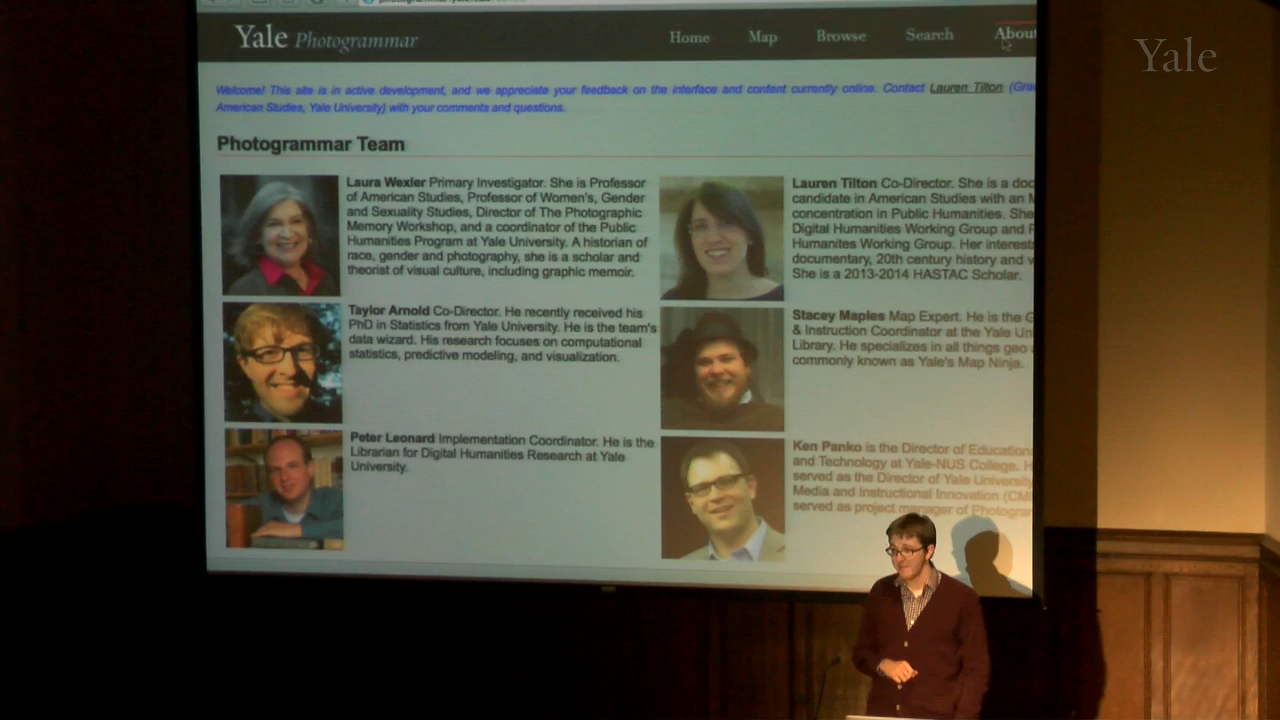 Yale Photogrammar Home Map Browse Search About
Yale
Welcome! This site is in active development, and we appreciate your feedback on the interface and content currently online. Contact Lauren Tilton
American Studies, Yale University) with your comments and questions.
Photogrammar Team
Laura Wexler Primary Investigator. She is Professor
of American Studies, Professor of Women's, Gender
and Sexuality Studies, Director of The Photographic
Memory Workshop, and a coordinator of the Public
Humanities Program at Yale University. A historian of
race, gender and photography, she is a scholar and
theorist of visual culture, including graphic memoir.
Lauren Tilton Co-Director. She is a doc
candidate in American Studies with an M
concentration in Public Humanities. She
Digital Humanities Working Group and
Humanites Working Group. Her interests
documentary, 20th century history and
She is a 2013-2014 HASTAC Scholar.
Taylor Arnold Co-Director. He recently received his
PhD in Statistics from Yale University. He is the team's
data wizard. His research focuses on computational
statistics, predictive modeling, and visualization.
Stacey Maples Map Expert. He is the G
& Instruction Coordinator at the Yale Un
Library. He specializes in all things geo
commonly known as Yale's Map Ninja.
Peter Leonard Implementation Coordinator. He is the
Librarian for Digital Humanities Research at Yale
University.
Ken Panko is the Director of Education
and Technology at Yale-NUS College. H
served as the Director of Yale University
Media and Instructional Innovation (CM
served as project manager of Photogram